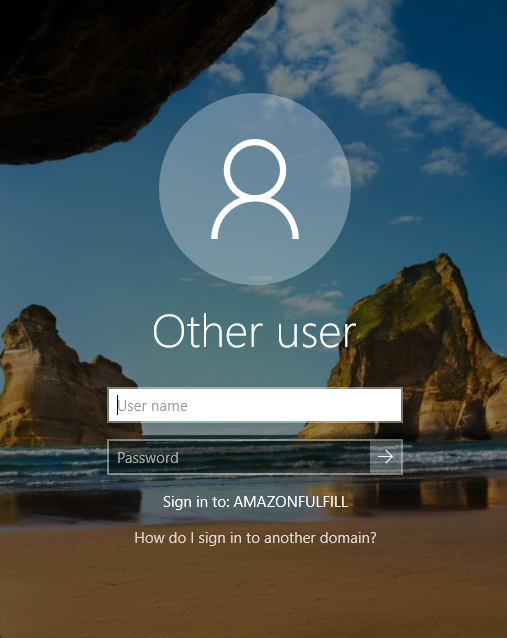 Other user
User name
Password
Sign in to: AMAZONFULFILL
How do I sign in to another domain?